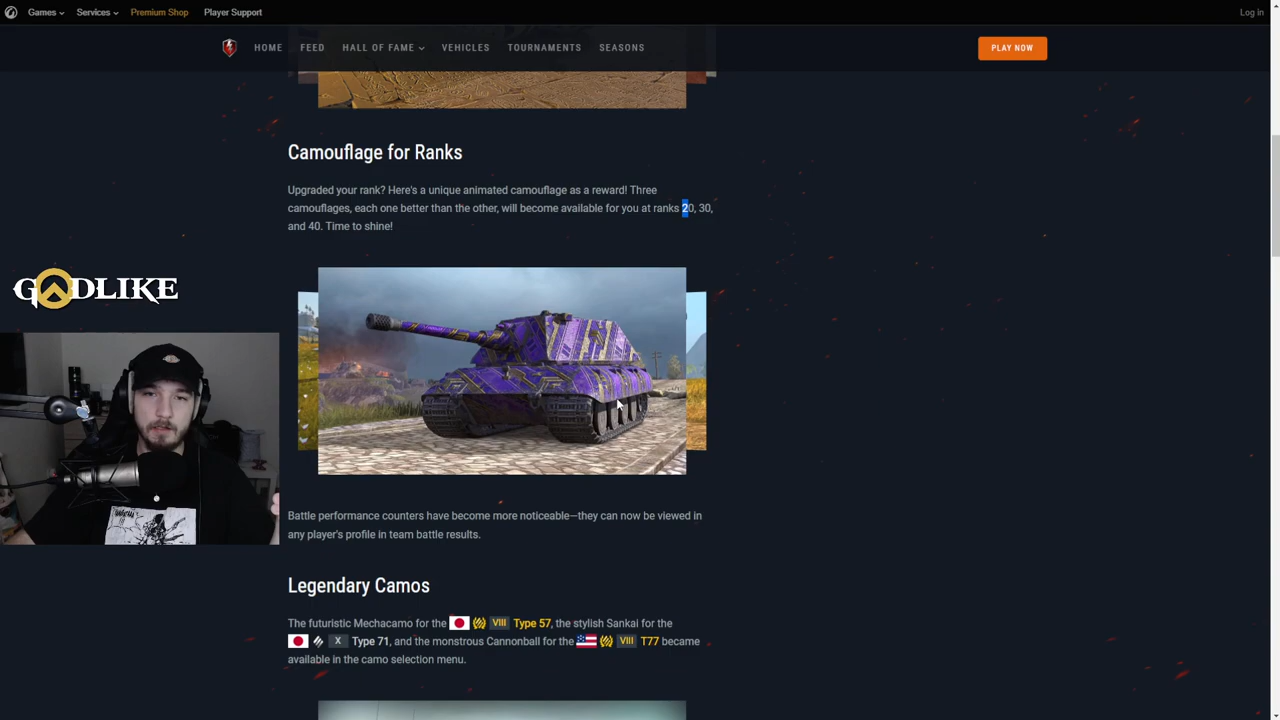 Games
Services
Premium Shop
Player Support
Log in
HOME
FEED
HALL OF FAME
VEHICLES
TOURNAMENTS
SEASONS
PLAY NOW
Camouflage for Ranks
Upgraded your rank? Here's a unique animated camouflage as a reward! Three
camouflages, each one better than the other, will become available for you at ranks 20, 30,
and 40. Time to shine!
GODLIKE
Battle performance counters have become more noticeable—they can now be viewed in
any player's profile in team battle results.
Legendary Camos
The futuristic Mechacamo for the VIII Type 57, the stylish Sankai for the
X Type 71, and the monstrous Cannonball for the VIII T77 became
available in the camo selection menu.